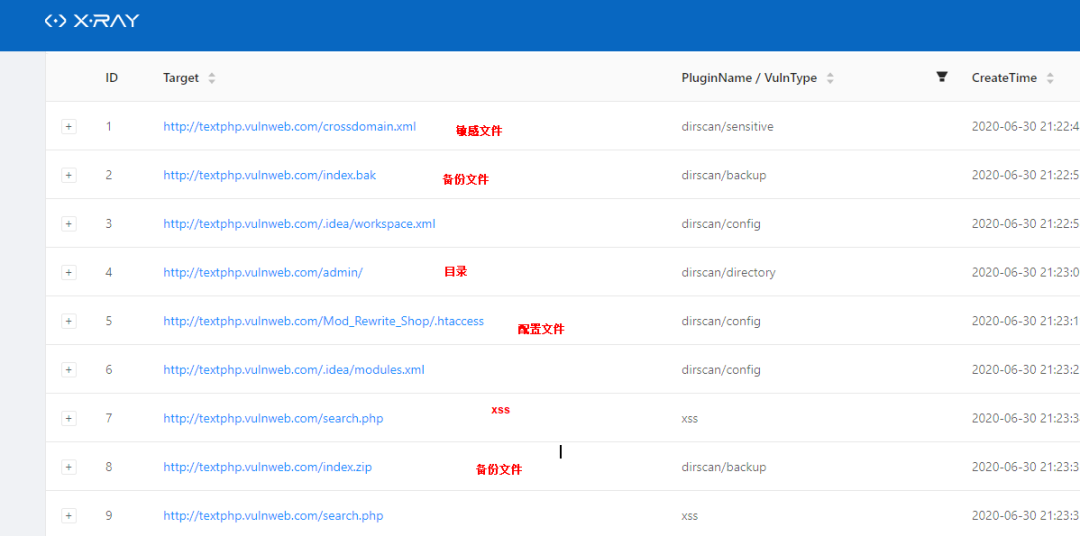 X·RAY
ID Target PluginName / VulnType CreateTime
+ 1 http://textphp.vulnweb.com/crossdomain.xml 敏感文件 dirscan/sensitive 2020-06-30 21:22:4
+ 2 http://textphp.vulnweb.com/index.bak 备份文件 dirscan/backup 2020-06-30 21:22:5
+ 3 http://textphp.vulnweb.com/.idea/workspace.xml dirscan/config 2020-06-30 21:22:5
+ 4 http://textphp.vulnweb.com/admin/ 目录 dirscan/directory 2020-06-30 21:23:0
+ 5 http://textphp.vulnweb.com/Mod_Rewrite_Shop/.htaccess 配置文件 dirscan/config 2020-06-30 21:23:1
+ 6 http://textphp.vulnweb.com/.idea/modules.xml dirscan/config 2020-06-30 21:23:2
+ 7 http://textphp.vulnweb.com/search.php xss xss 2020-06-30 21:23:3
+ 8 http://textphp.vulnweb.com/index.zip 备份文件 dirscan/backup 2020-06-30 21:23:3
+ 9 http://textphp.vulnweb.com/search.php xss 2020-06-30 21:23:3